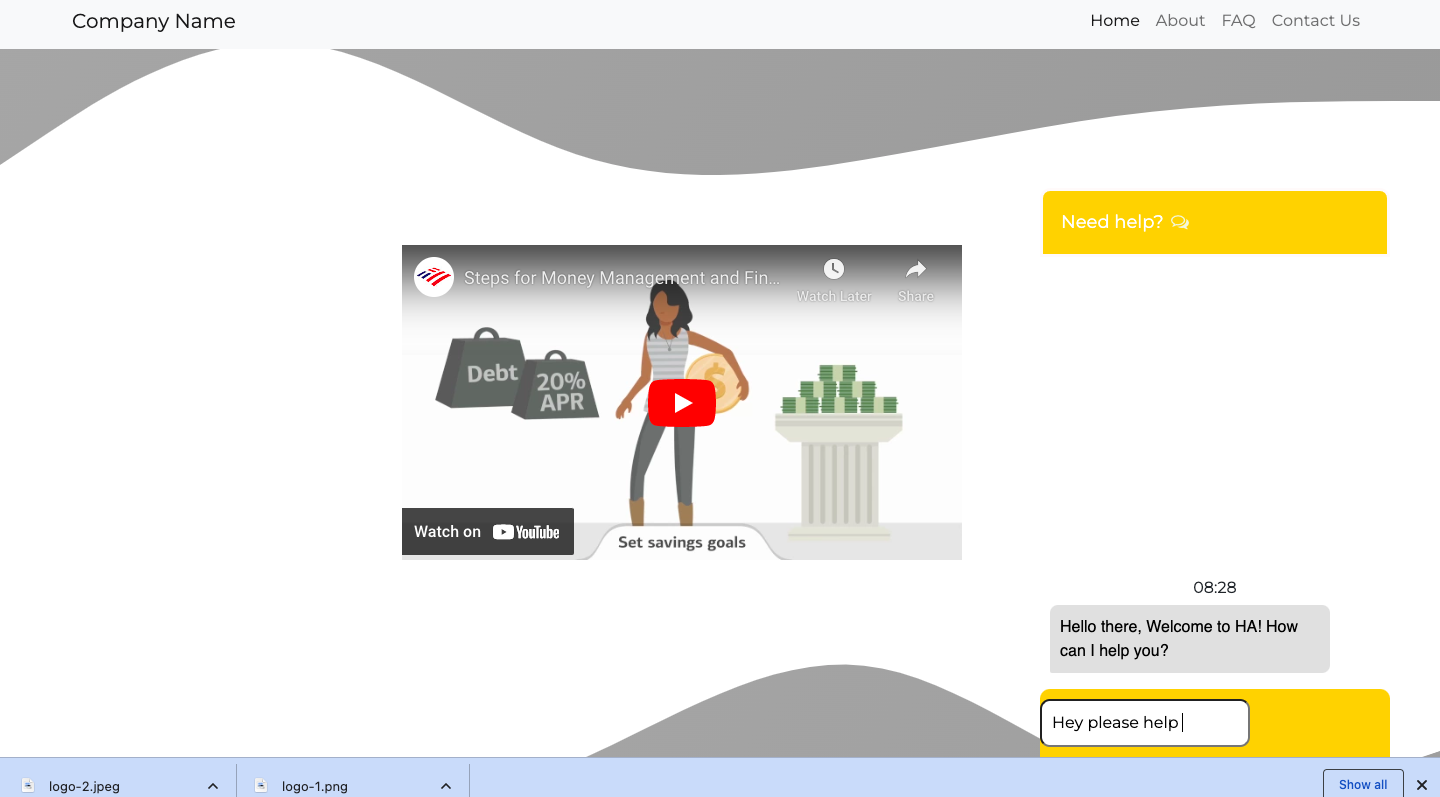 Company Name
Home About FAQ Contact Us
Need help?
Steps for Money Management and Fin...
Watch Later
Share
Debt
20%
APR
Watch on YouTube
Set savings goals
08:28
Hello there, Welcome to HA! How
can I help you?
Hey please help
logo-2.jpeg
logo-1.png
Show all